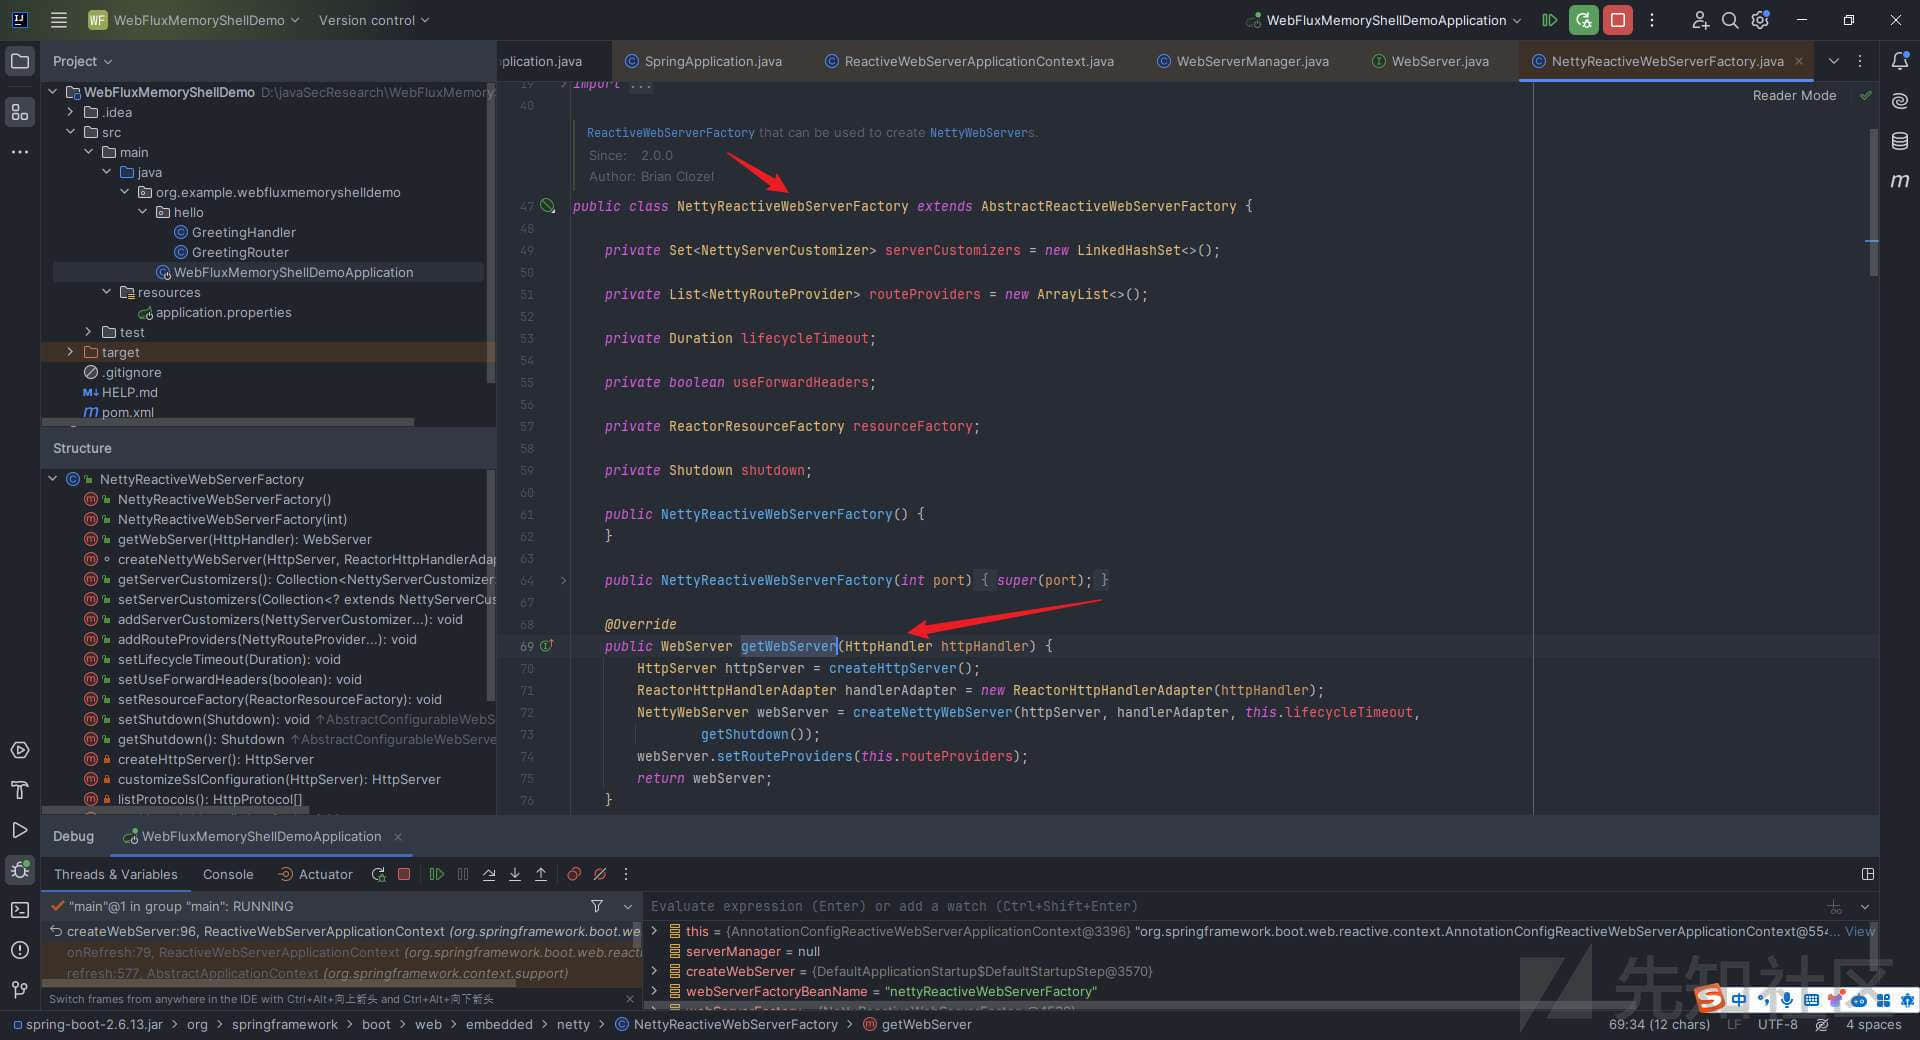 WF WebFluxMemoryShellDemo Version control WebFluxMemoryShellDemoApplication
Project
WebFluxMemoryShellDemo D:\javaSecResearch\WebFluxMemory
.idea
src
main
java
org.example.webfluxmemoryshelldemo
hello
GreetingHandler
GreetingRouter
WebFluxMemoryShellDemoApplication
resources
application.properties
test
target
.gitignore
HELP.md
pom.xml
Structure
NettyReactiveWebServerFactory
NettyReactiveWebServerFactory()
NettyReactiveWebServerFactory(int)
getWebServer(HttpHandler): WebServer
createNettyWebServer(HttpServer, ReactorHttpHandlerAdap
getServerCustomizers(): Collection<NettyServerCustomizer
setServerCustomizers(Collection<? extends NettyServerCus
addServerCustomizers(NettyServerCustomizer...): void
addRouteProviders(NettyRouteProvider...): void
setLifecycleTimeout(Duration): void
setUseForwardHeaders(boolean): void
setResourceFactory(ReactorResourceFactory): void
setShutdown(Shutdown): void ↑AbstractConfigurableWebS
getShutdown(): Shutdown ↑AbstractConfigurableWebServe
createHttpServer(): HttpServer
customizeSslConfiguration(HttpServer): HttpServer
listProtocols(): HttpProtocol[]
plication.java SpringApplication.java ReactiveWebServerApplicationContext.java WebServerManager.java WebServer.java NettyReactiveWebServerFactory.java
Reader Mode
19 import ...
40
ReactiveWebServerFactory that can be used to create NettyWebServers.
Since: 2.0.0
Author: Brian Clozel
47 public class NettyReactiveWebServerFactory extends AbstractReactiveWebServerFactory {
48
49 private Set<NettyServerCustomizer> serverCustomizers = new LinkedHashSet<>();
50
51 private List<NettyRouteProvider> routeProviders = new ArrayList<>();
52
53 private Duration lifecycleTimeout;
54
55 private boolean useForwardHeaders;
56
57 private ReactorResourceFactory resourceFactory;
58
59 private Shutdown shutdown;
60
61 public NettyReactiveWebServerFactory() {
62 }
63
64 public NettyReactiveWebServerFactory(int port) { super(port); }
67
68 @Override
69 public WebServer getWebServer(HttpHandler httpHandler) {
70 HttpServer httpServer = createHttpServer();
71 ReactorHttpHandlerAdapter handlerAdapter = new ReactorHttpHandlerAdapter(httpHandler);
72 NettyWebServer webServer = createNettyWebServer(httpServer, handlerAdapter, this.lifecycleTimeout,
73 getShutdown());
74 webServer.setRouteProviders(this.routeProviders);
75 return webServer;
76 }
Debug WebFluxMemoryShellDemoApplication
Threads & Variables Console Actuator
"main"@1 in group "main": RUNNING
createWebServer:96, ReactiveWebServerApplicationContext (org.springframework.boot.we
onRefresh:79, ReactiveWebServerApplicationContext (org.springframework.boot.web.reacti
refresh:577, AbstractApplicationContext (org.springframework.context.support)
Switch frames from anywhere in the IDE with Ctrl+Alt+向上箭头 and Ctrl+Alt+向下箭头
Evaluate expression (Enter) or add a watch (Ctrl+Shift+Enter)
this = {AnnotationConfigReactiveWebServerApplicationContext@3396} "org.springframework.boot.web.reactive.context.AnnotationConfigReactiveWebServerApplicationContext@554... View
serverManager = null
createWebServer = {DefaultApplicationStartup$DefaultStartupStep@3570}
webServerFactoryBeanName = "nettyReactiveWebServerFactory"
先知社区
中
spring-boot-2.6.13.jar > org > springframework > boot > web > embedded > netty > NettyReactiveWebServerFactory > getWebServer
69:34 (12 chars) LF UTF-8 4 spaces